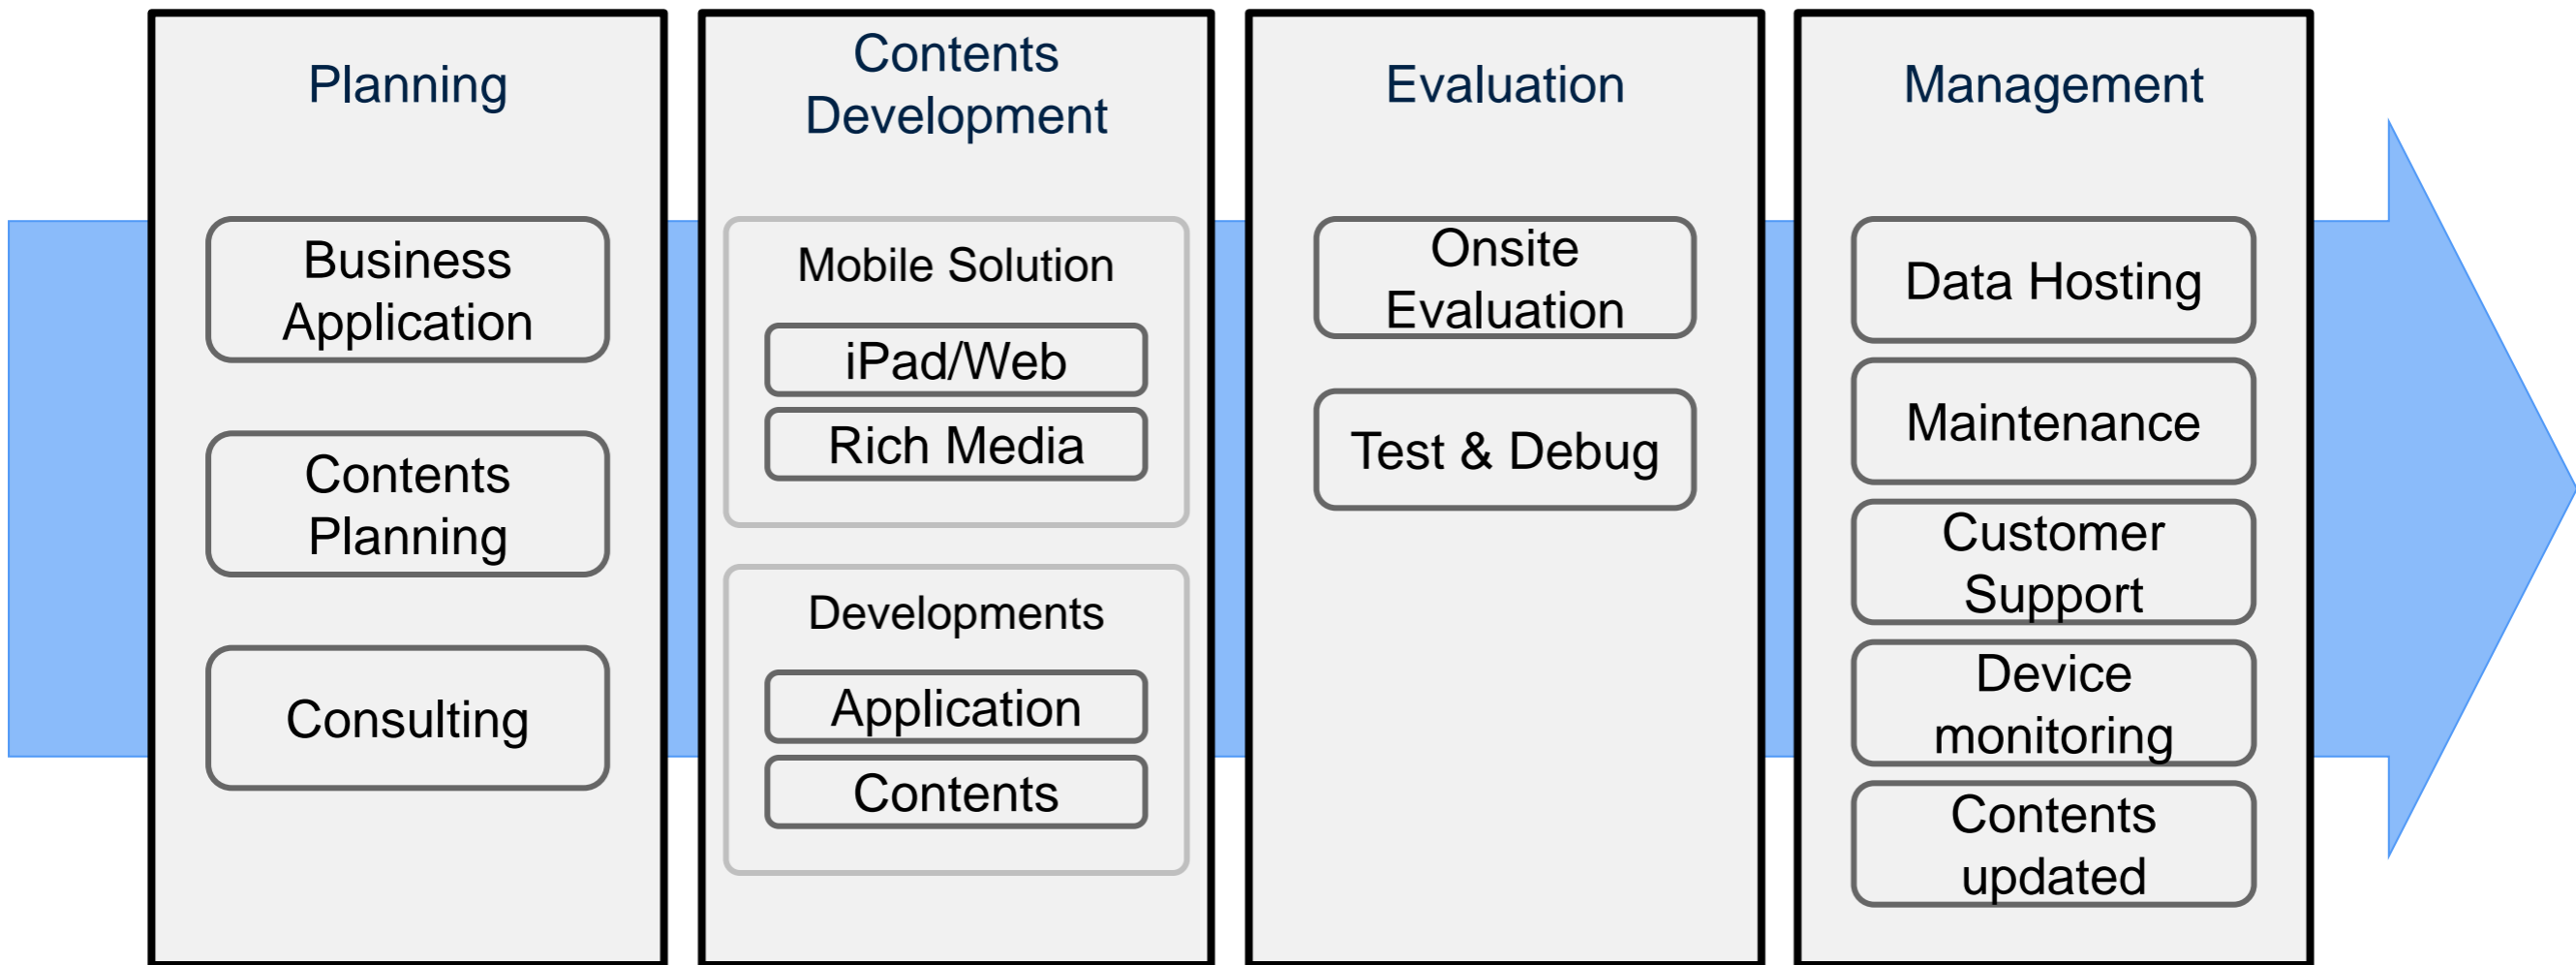 Planning
Business
Application
Contents
Planning
Consulting
Contents
Development
Mobile Solution
iPad/Web
Rich Media
Developments
Application
Contents
Evaluation
Onsite
Evaluation
Test & Debug
Management
Data Hosting
Maintenance
Customer
Support
Device
monitoring
Contents
updated